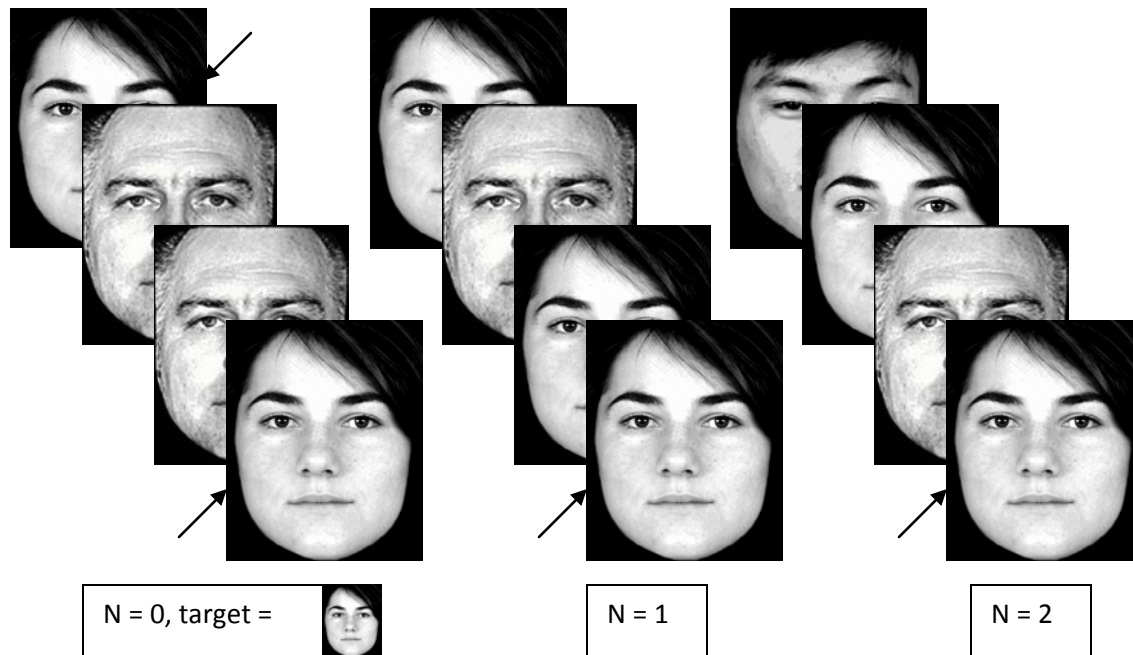 N = 0, target =
N = 1
N = 2